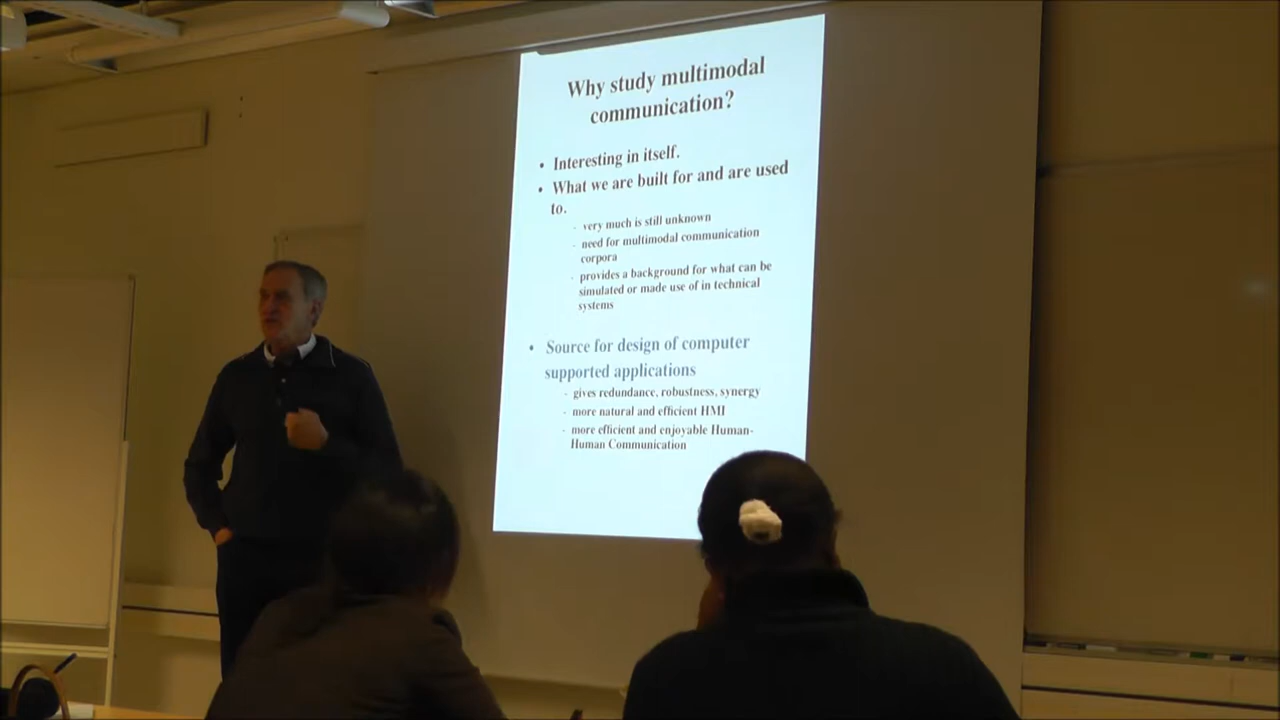 Why study multimodal
communication?
• Interesting in itself.
• What we are built for and are used
to.
- very much is still unknown
- need for multimodal communication
corpora
- provides a background for what can be
simulated or made use of in technical
systems
• Source for design of computer
supported applications
- gives redundance, robustness, synergy
- more natural and efficient HMI
- more efficient and enjoyable Human-
Human Communication